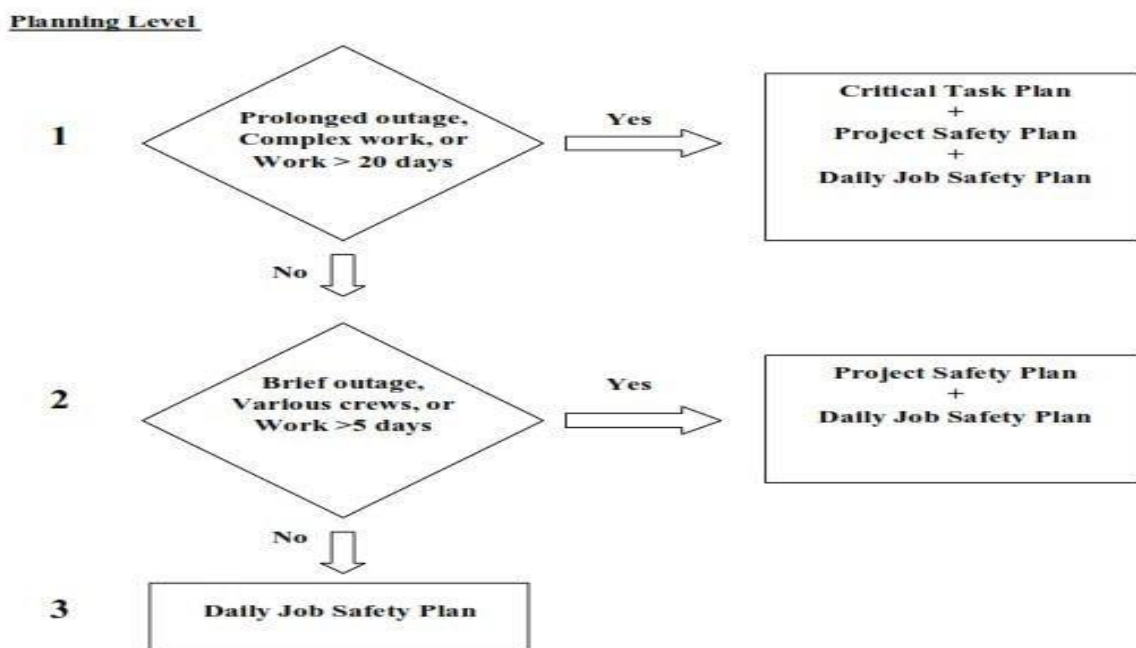 Planning Level
1
Prolonged outage,
Complex work, or
Work > 20 days
Yes
Critical Task Plan
+
Project Safety Plan
+
Daily Job Safety Plan
No
2
Brief outage,
Various crews, or
Work >5 days
Yes
Project Safety Plan
+
Daily Job Safety Plan
No
3
Daily Job Safety Plan